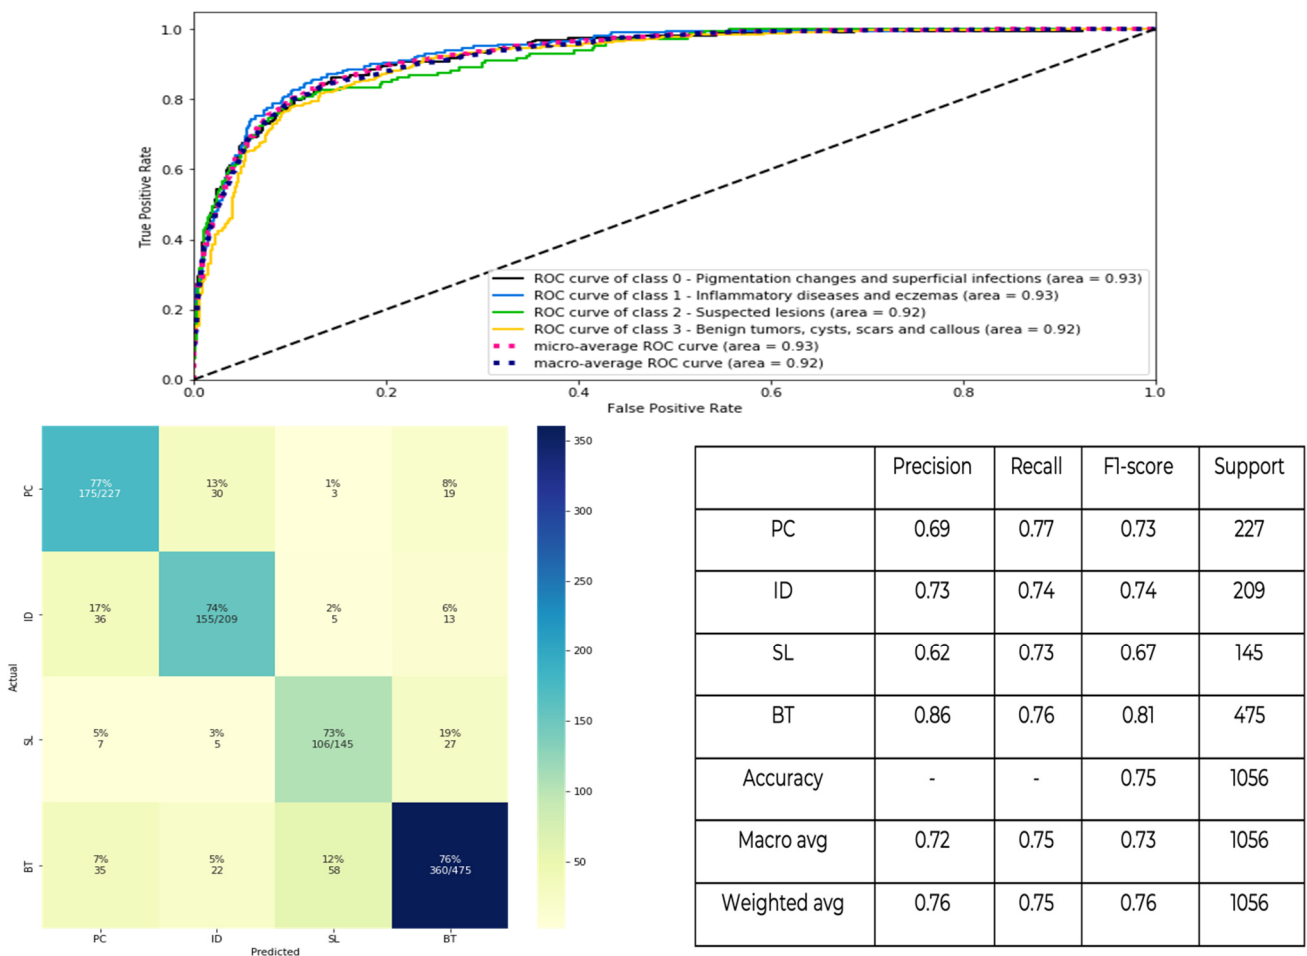 1.0
0.8
0.6
0.4
0.2
0.0
True Positive Rate
ROC curve of class 0 - Pigmentation changes and superficial infections (area = 0.93)
ROC curve of class 1 - Inflammatory diseases and eczemas (area = 0.93)
ROC curve of class 2 - Suspected lesions (area = 0.92)
ROC curve of class 3 - Benign tumors, cysts, scars and callous (area = 0.92)
micro-average ROC curve (area = 0.93)
macro-average ROC curve (area = 0.92)
0.0 0.2 0.4 0.6 0.8 1.0
False Positive Rate
Actual
PC
77% 13% 1% 8%
175/227 30 3 19
ID
17% 74% 2% 6%
36 155/209 5 13
SL
5% 3% 73% 19%
7 5 106/145 27
BT
7% 5% 12% 76%
35 22 58 360/475
PC ID SL BT
Predicted
350
300
250
200
150
100
50
Precision Recall F1-score Support
PC 0.69 0.77 0.73 227
ID 0.73 0.74 0.74 209
SL 0.62 0.73 0.67 145
BT 0.86 0.76 0.81 475
Accuracy - - 0.75 1056
Macro avg 0.72 0.75 0.73 1056
Weighted avg 0.76 0.75 0.76 1056